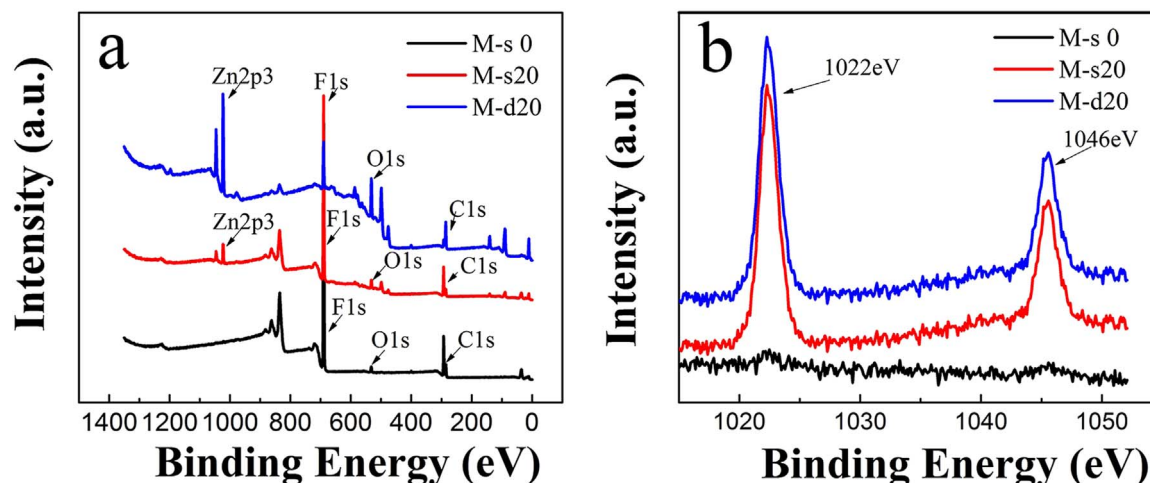 a
M-s 0
M-s20
M-d20
Zn2p3
F1s
O1s
C1s
Zn2p3
F1s
O1s
C1s
F1s
O1s
C1s
1400 1200 1000 800 600 400 200 0
Binding Energy (eV)
Intensity (a.u.)
b
M-s 0
M-s20
M-d20
1022eV
1046eV
1020 1030 1040 1050
Binding Energy (eV)
Intensity (a.u.)